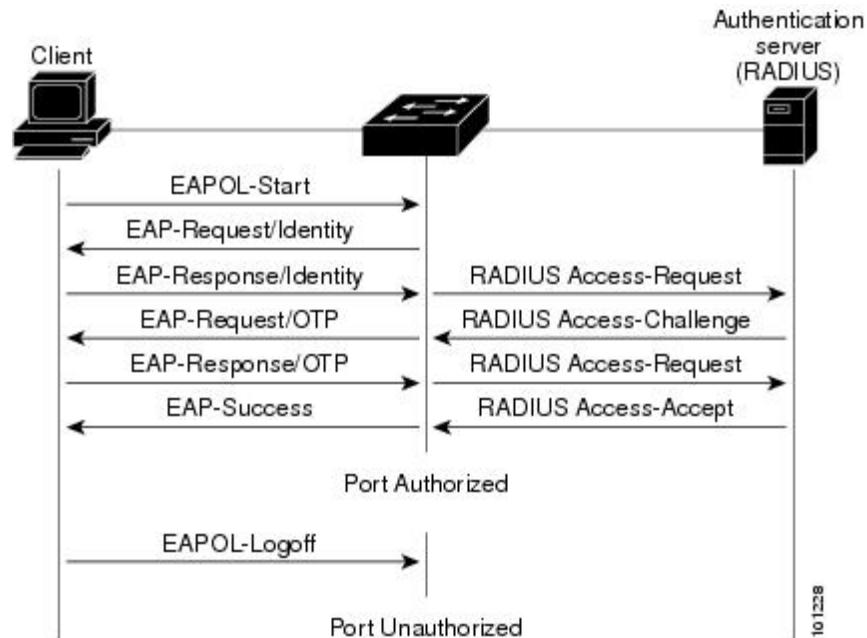 Authentication
server
(RADIUS)
Client
EAPOL-Start
EAP-Request/Identity
EAP-Response/Identity
RADIUS Access-Request
EAP-Request/OTP
RADIUS Access-Challenge
EAP-Response/OTP
RADIUS Access-Request
EAP-Success
RADIUS Access-Accept
Port Authorized
EAPOL-Logoff
Port Unauthorized
101228